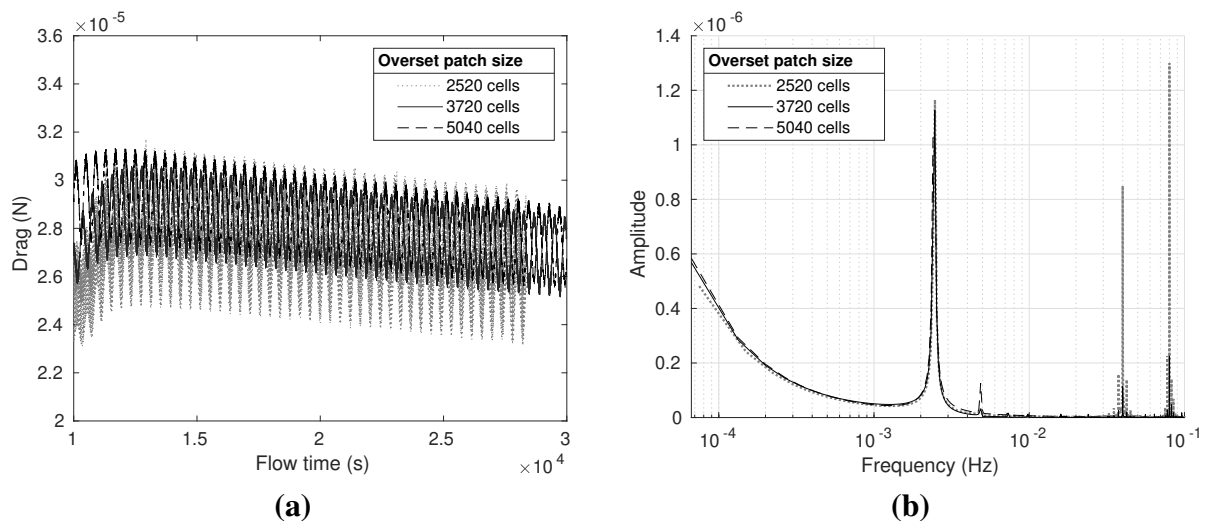 × 10⁻⁵
3.6
3.4
3.2
3
2.8
2.6
2.4
2.2
2
Drag (N)
Overset patch size
2520 cells
3720 cells
5040 cells
1 1.5 2 2.5 3
Flow time (s)
× 10⁴
(a)
× 10⁻⁶
1.4
1.2
1
0.8
0.6
0.4
0.2
0
Amplitude
Overset patch size
2520 cells
3720 cells
5040 cells
10⁻⁴ 10⁻³ 10⁻² 10⁻¹
Frequency (Hz)
(b)